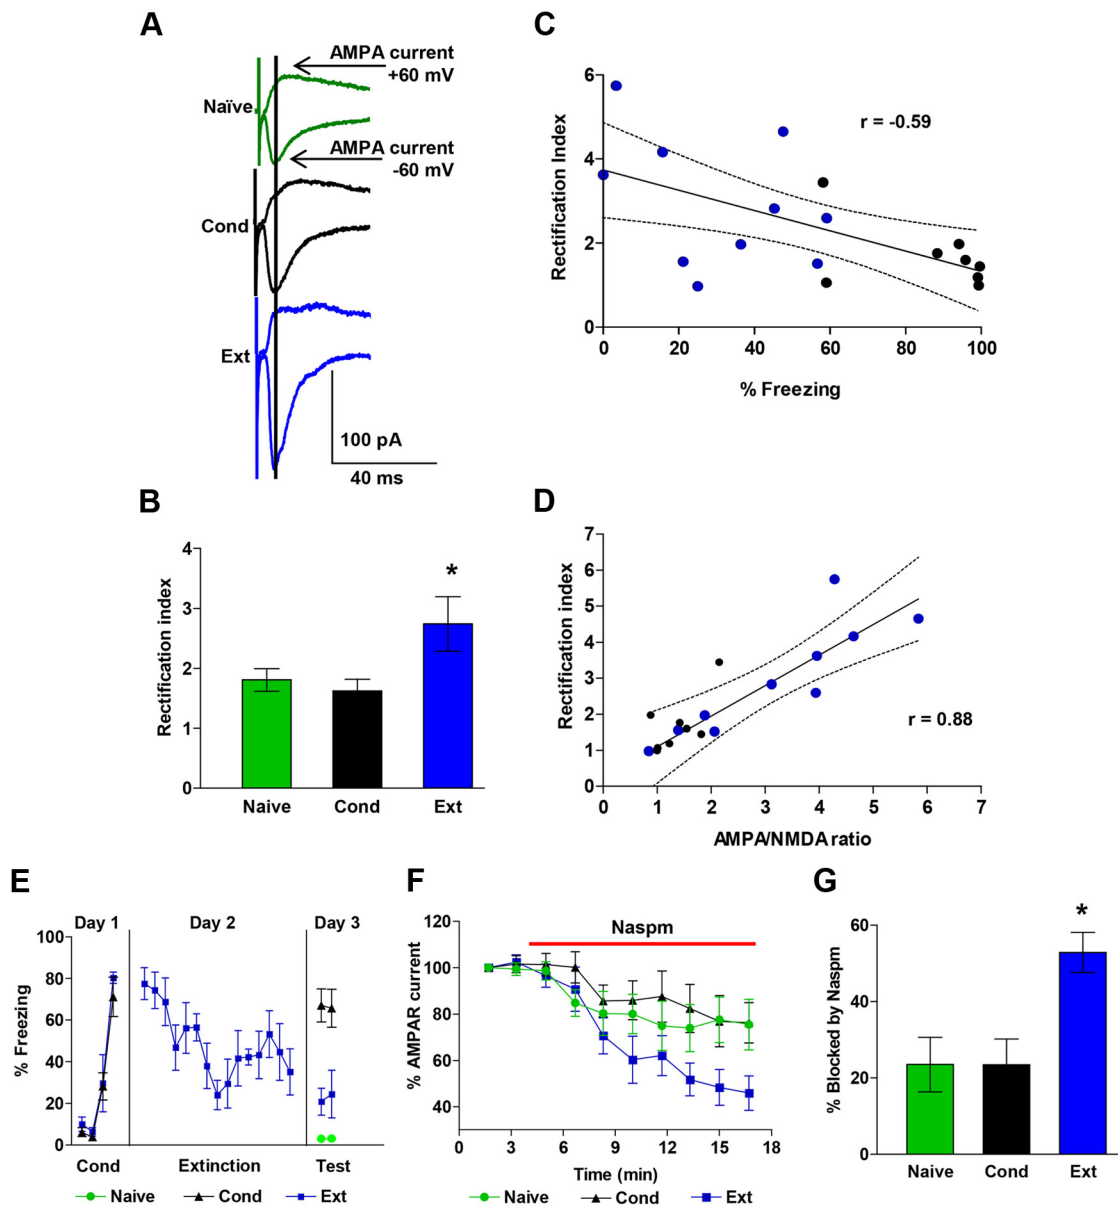 A
AMPA current
+60 mV
Naïve
AMPA current
-60 mV
Cond
Ext
100 pA
40 ms
C
Rectification Index
6
4
2
0
r = -0.59
0 20 40 60 80 100
% Freezing
B
Rectification index
4
3
2
1
0
*
Naive Cond Ext
D
Rectification index
7
6
5
4
3
2
1
0
r = 0.88
0 1 2 3 4 5 6 7
AMPA/NMDA ratio
E
Day 1 Day 2 Day 3
% Freezing
100
80
60
40
20
0
Cond Extinction Test
Naive Cond Ext
F
% AMPAR current
120
100
80
60
40
Naspm
0 3 6 9 12 15 18
Time (min)
Naive Cond Ext
G
% Blocked by Naspm
60
40
20
0
*
Naive Cond Ext